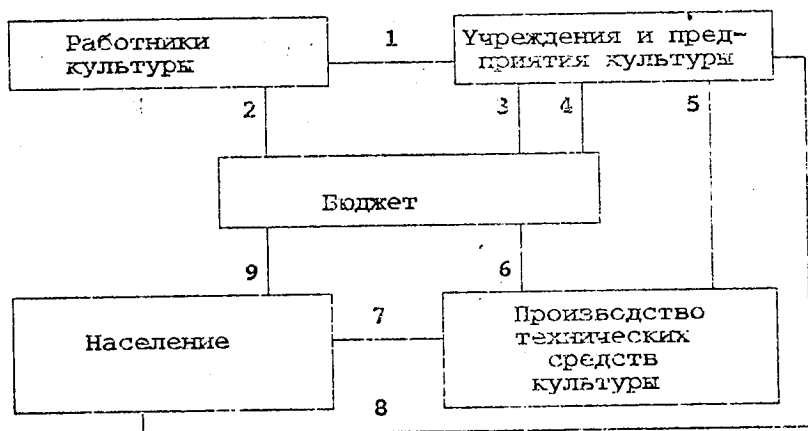 Работники
культуры
1
Учреждения и пред-
приятия культуры
2
3
4
5
Бюджет
9
6
Население
7
Производство
технических
средств
культуры
8